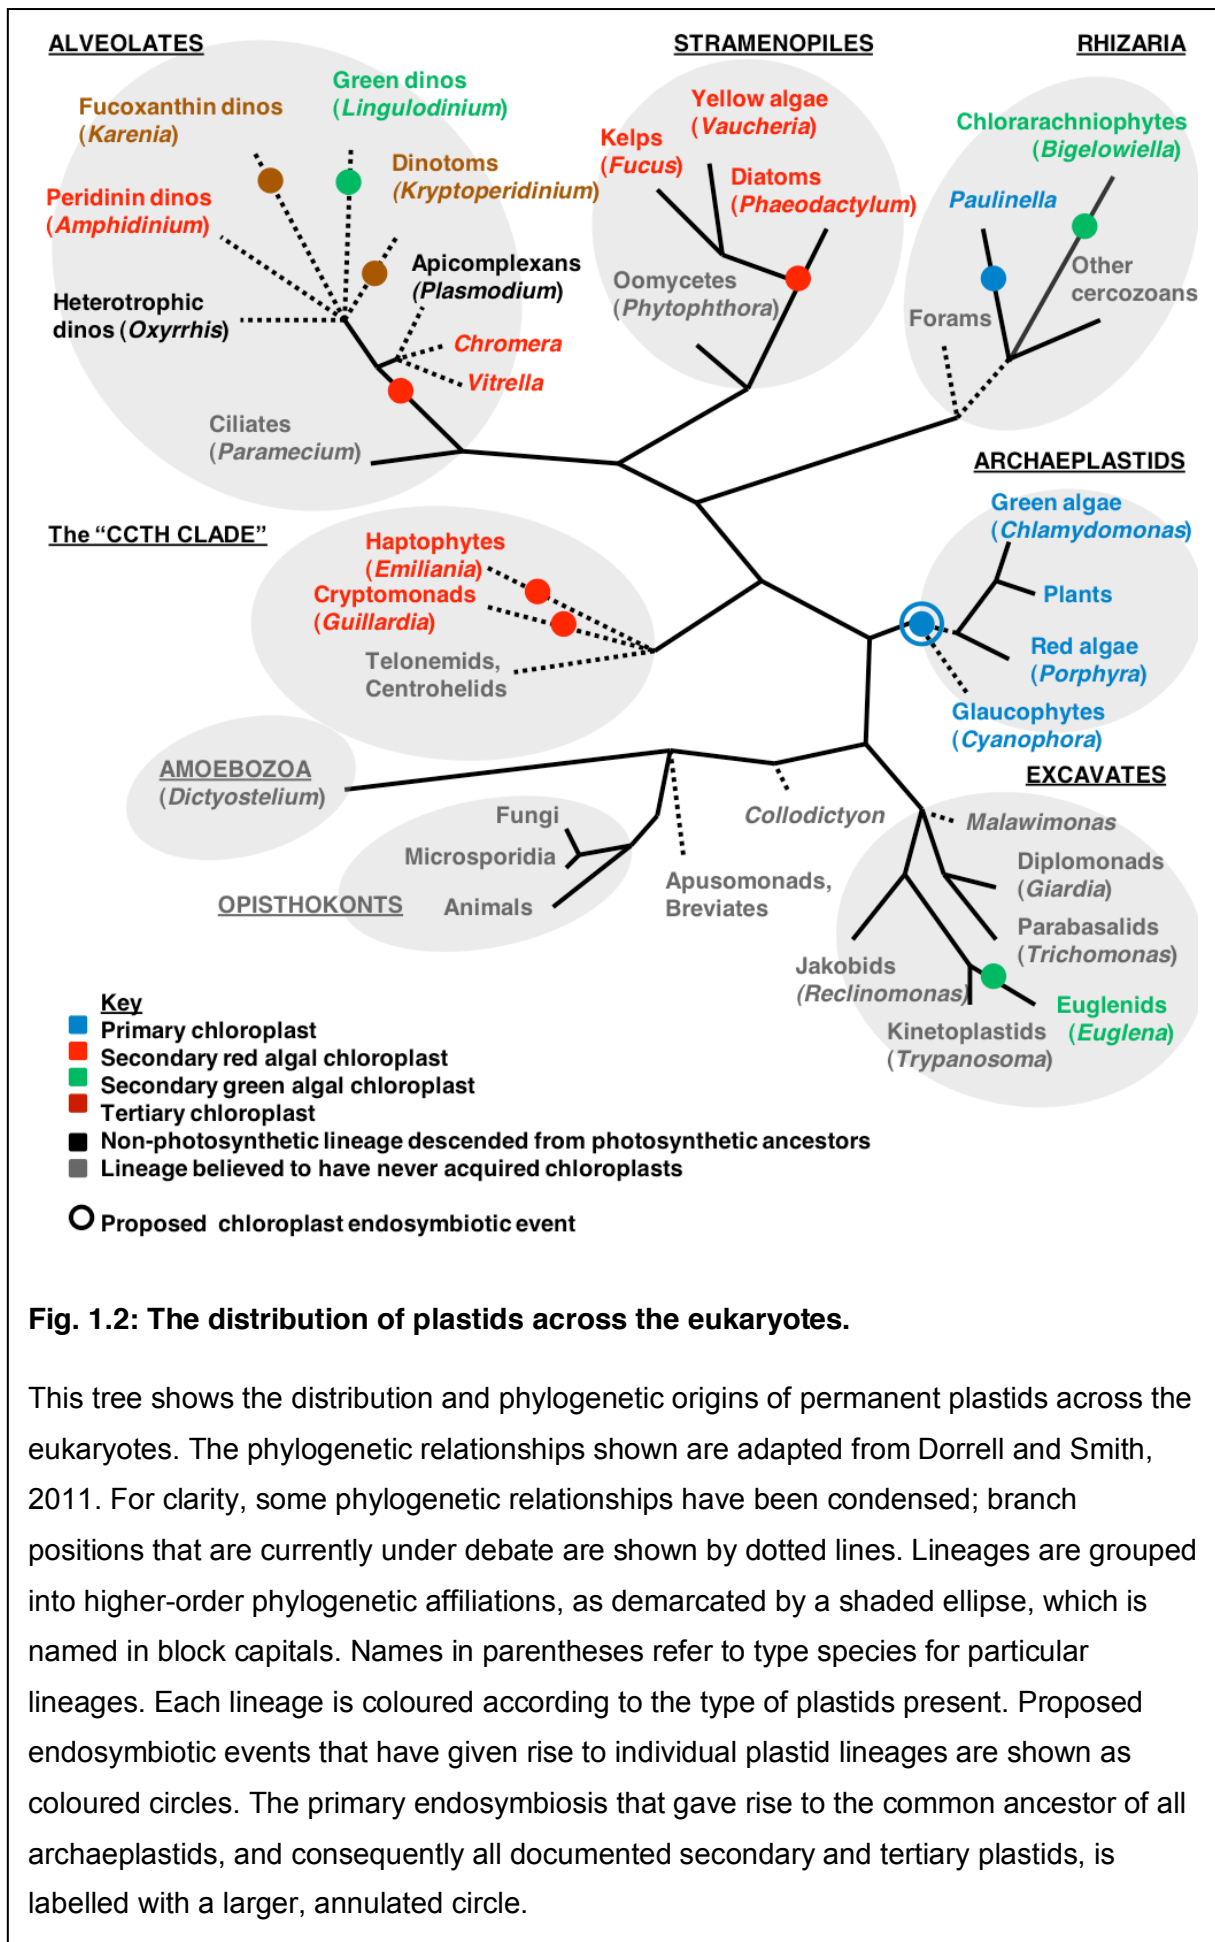 ALVEOLATES
Fucoxanthin dinos
(Karenia)
Green dinos
(Lingulodinium)
Peridinin dinos
(Amphidinium)
Dinotoms
(Kryptoperidinium)
Heterotrophic
dinos (Oxyrrhis)
Apicomplexans
(Plasmodium)
Chromera
Vitrella
Ciliates
(Paramecium)
STRAMENOPILES
Yellow algae
(Vaucheria)
Kelps
(Fucus)
Diatoms
(Phaeodactylum)
Oomycetes
(Phytophthora)
RHIZARIA
Chlorarachniophytes
(Bigelowiella)
Paulinella
Other
cercozoans
Forams
ARCHAEPLASTIDS
Green algae
(Chlamydomonas)
Plants
Red algae
(Porphyra)
Glaucophytes
(Cyanophora)
The “CCTH CLADE”
Haptophytes
(Emiliania)
Cryptomonads
(Guillardia)
Telonemids,
Centrohelids
AMOEBOZOA
(Dictyostelium)
Fungi
Microsporidia
OPISTHOKONTS
Animals
Apusomonads,
Breviates
Collodictyon
EXCAVATES
Malawimonas
Diplomonads
(Giardia)
Parabasalids
(Trichomonas)
Jakobids
(Reclinomonas)
Kinetoplastids
(Trypanosoma)
Euglenids
(Euglena)
Key
Primary chloroplast
Secondary red algal chloroplast
Secondary green algal chloroplast
Tertiary chloroplast
Non-photosynthetic lineage descended from photosynthetic ancestors
Lineage believed to have never acquired chloroplasts
Proposed chloroplast endosymbiotic event
Fig. 1.2: The distribution of plastids across the eukaryotes.
This tree shows the distribution and phylogenetic origins of permanent plastids across the
eukaryotes. The phylogenetic relationships shown are adapted from Dorrell and Smith,
2011. For clarity, some phylogenetic relationships have been condensed; branch
positions that are currently under debate are shown by dotted lines. Lineages are grouped
into higher-order phylogenetic affiliations, as demarcated by a shaded ellipse, which is
named in block capitals. Names in parentheses refer to type species for particular
lineages. Each lineage is coloured according to the type of plastids present. Proposed
endosymbiotic events that have given rise to individual plastid lineages are shown as
coloured circles. The primary endosymbiosis that gave rise to the common ancestor of all
archaeplastids, and consequently all documented secondary and tertiary plastids, is
labelled with a larger, annulated circle.